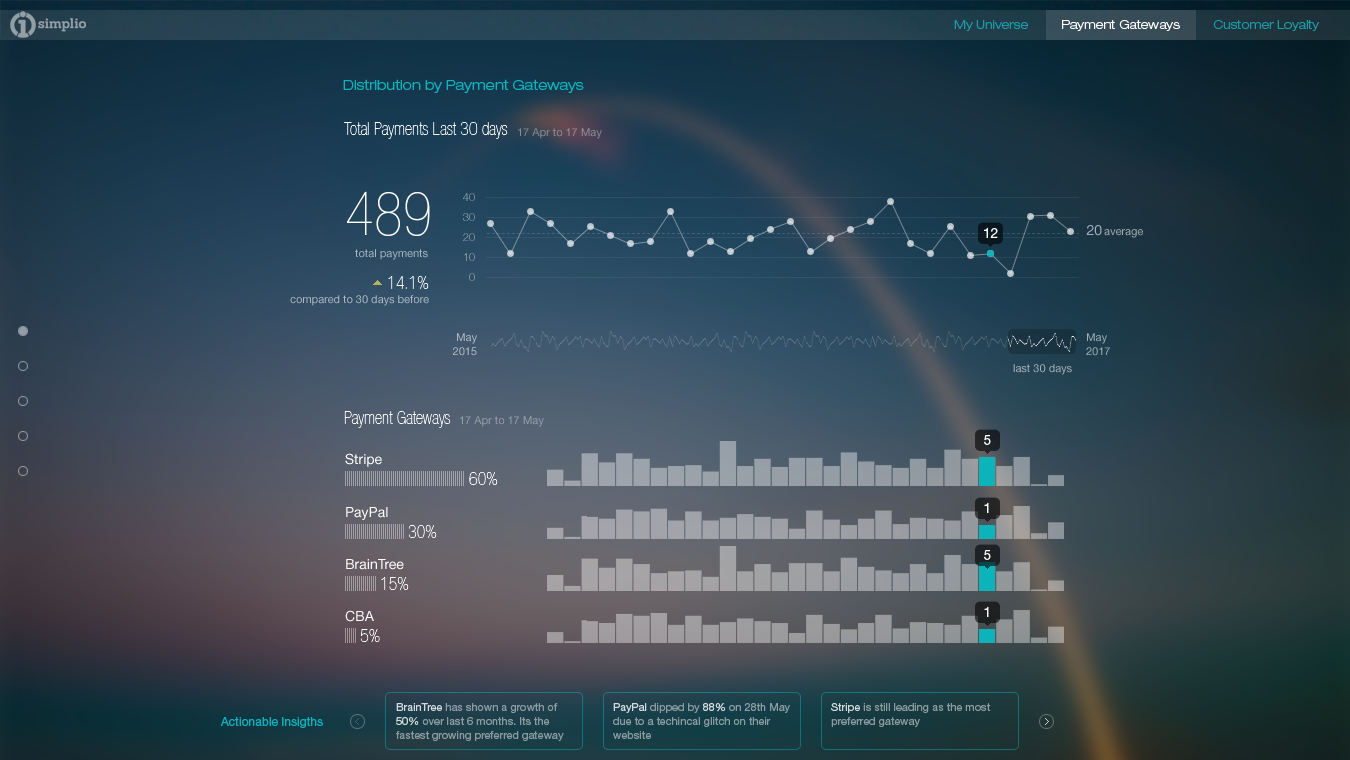 simplio
My Universe
Payment Gateways
Customer Loyalty
Distribution by Payment Gateways
Total Payments Last 30 days 17 Apr to 17 May
489
total payments
14.1%
compared to 30 days before
40
30
20
10
0
12
20 average
May
2015
May
2017
last 30 days
Payment Gateways 17 Apr to 17 May
Stripe
60%
5
PayPal
30%
1
BrainTree
15%
5
CBA
5%
1
Actionable Insigths
BrainTree has shown a growth of
50% over last 6 months. Its the
fastest growing preferred gateway
PayPal dipped by 88% on 28th May
due to a techincal glitch on their
website
Stripe is still leading as the most
preferred gateway